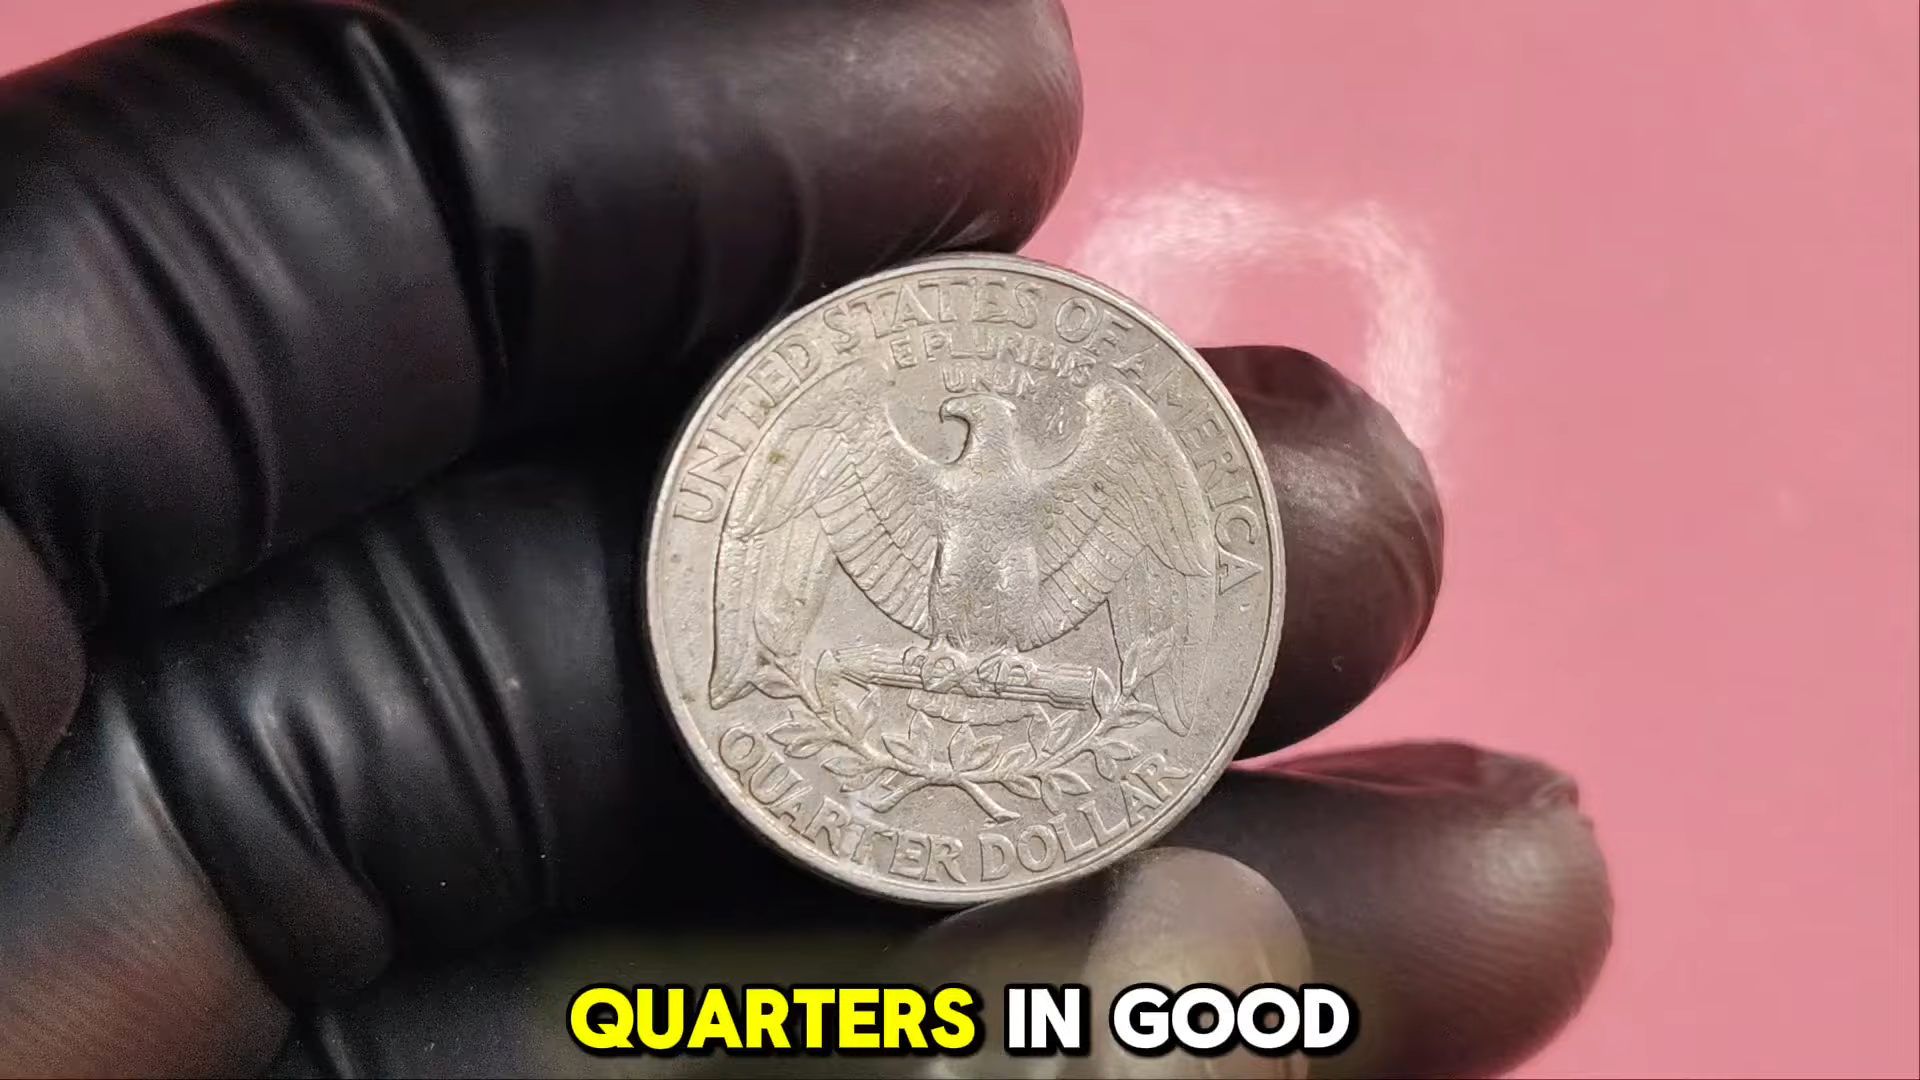 UNITED STATES OF AMERICA
E PLURIBUS
UNUM
QUARTER DOLLAR
QUARTERS IN GOOD